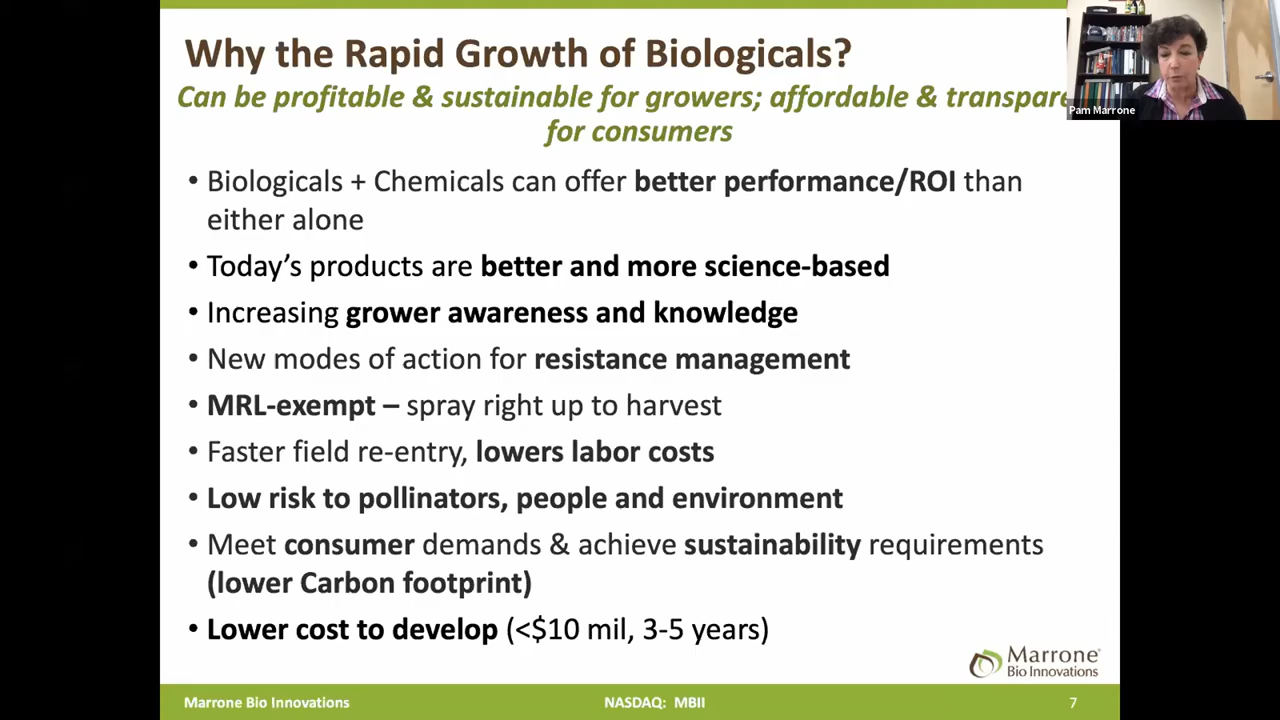 Why the Rapid Growth of Biologicals?
Can be profitable & sustainable for growers; affordable & transpare
for consumers
• Biologicals + Chemicals can offer better performance/ROI than
either alone
• Today's products are better and more science-based
• Increasing grower awareness and knowledge
• New modes of action for resistance management
• MRL-exempt – spray right up to harvest
• Faster field re-entry, lowers labor costs
• Low risk to pollinators, people and environment
• Meet consumer demands & achieve sustainability requirements
(lower Carbon footprint)
• Lower cost to develop (<$10 mil, 3-5 years)
Pam Marrone
Marrone®
Bio Innovations
Marrone Bio Innovations NASDAQ: MBII 7